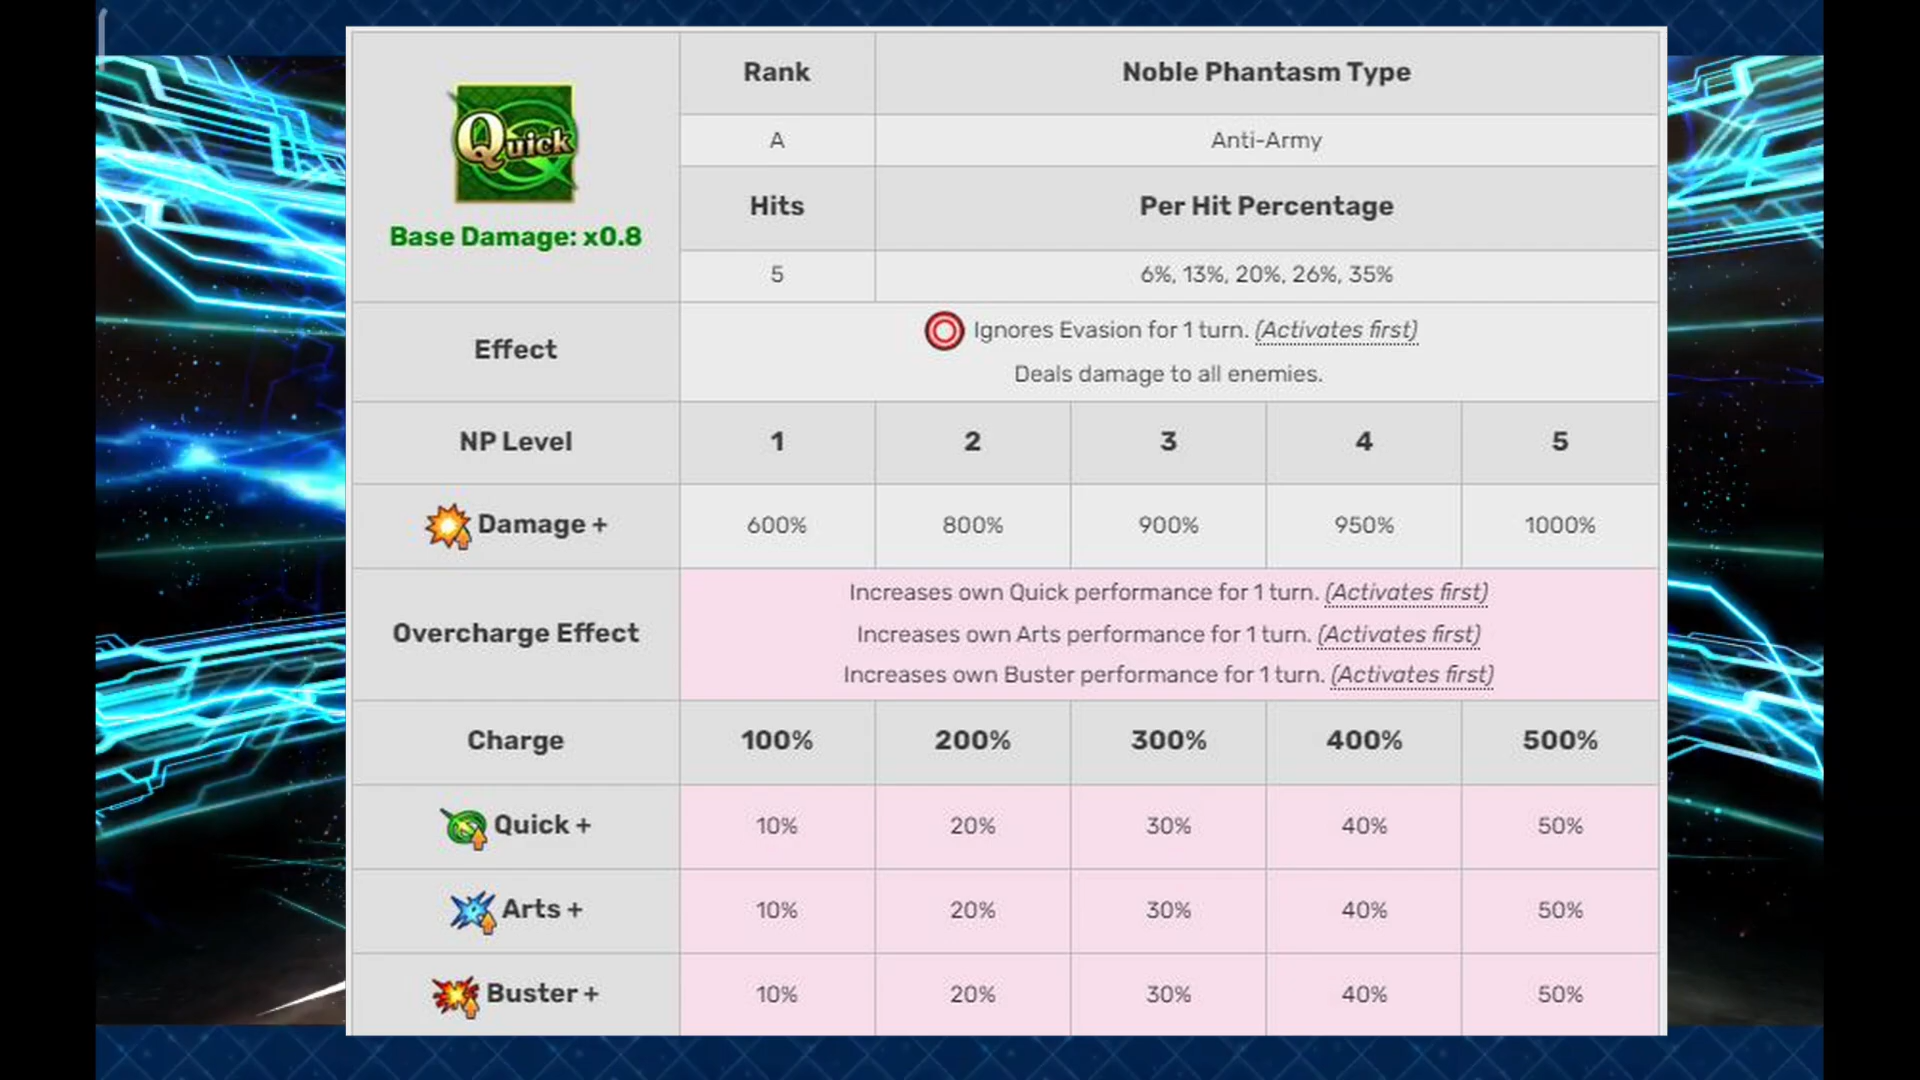 Quick
Base Damage: x0.8
Rank
Noble Phantasm Type
A
Anti-Army
Hits
Per Hit Percentage
5
6%, 13%, 20%, 26%, 35%
Effect
Ignores Evasion for 1 turn. (Activates first)
Deals damage to all enemies.
NP Level
1
2
3
4
5
Damage +
600%
800%
900%
950%
1000%
Overcharge Effect
Increases own Quick performance for 1 turn. (Activates first)
Increases own Arts performance for 1 turn. (Activates first)
Increases own Buster performance for 1 turn. (Activates first)
Charge
100%
200%
300%
400%
500%
Quick +
10%
20%
30%
40%
50%
Arts +
10%
20%
30%
40%
50%
Buster +
10%
20%
30%
40%
50%